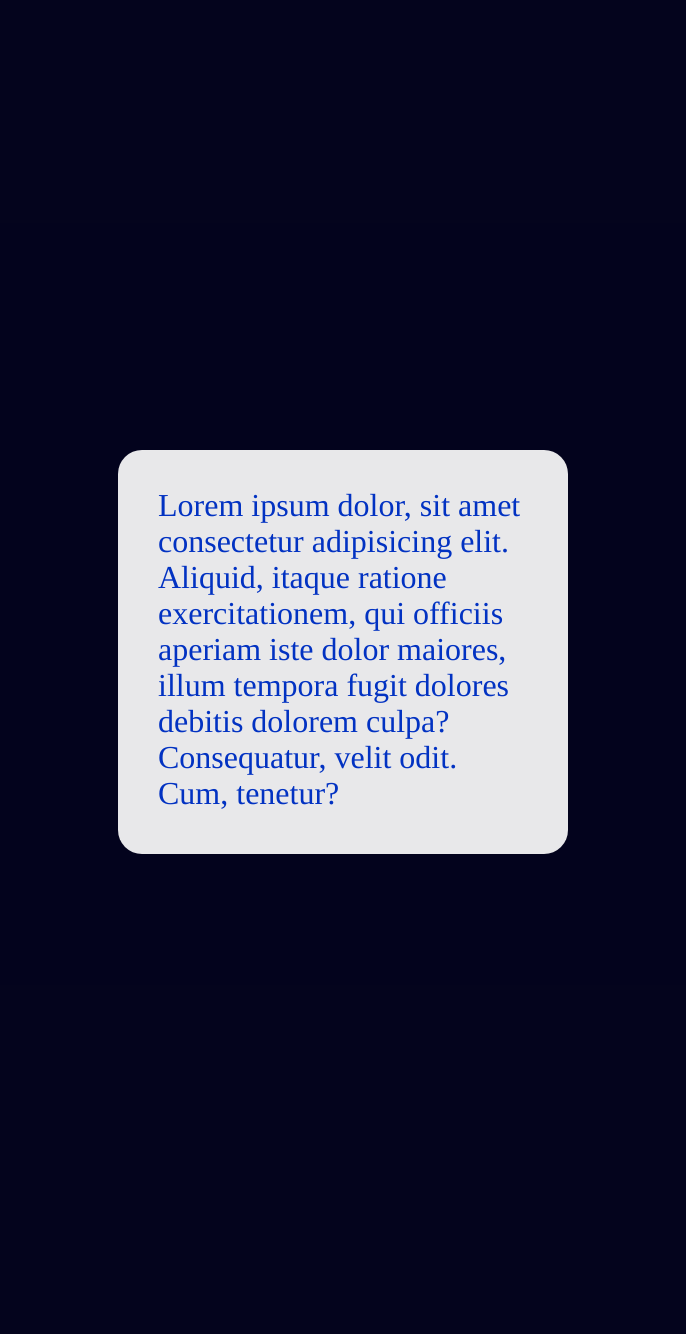 Lorem ipsum dolor, sit amet
consectetur adipisicing elit.
Aliquid, itaque ratione
exercitationem, qui officiis
aperiam iste dolor maiores,
illum tempora fugit dolores
debitis dolorem culpa?
Consequatur, velit odit.
Cum, tenetur?